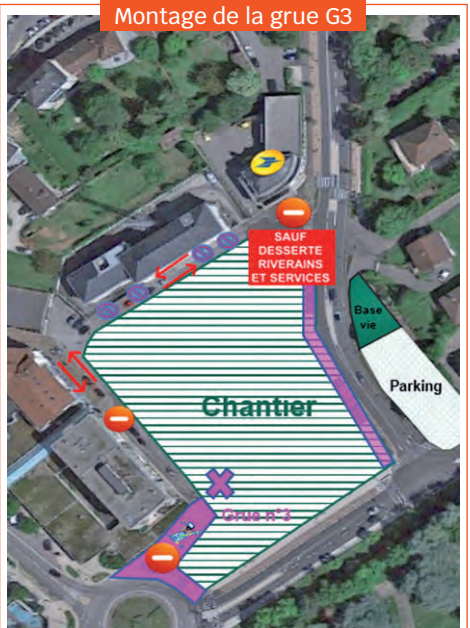 Montage de la grue G3
SAUF
DESSERTE
RIVERAINS
ET SERVICES
Base
vie
Parking
Chantier
Grue n°3